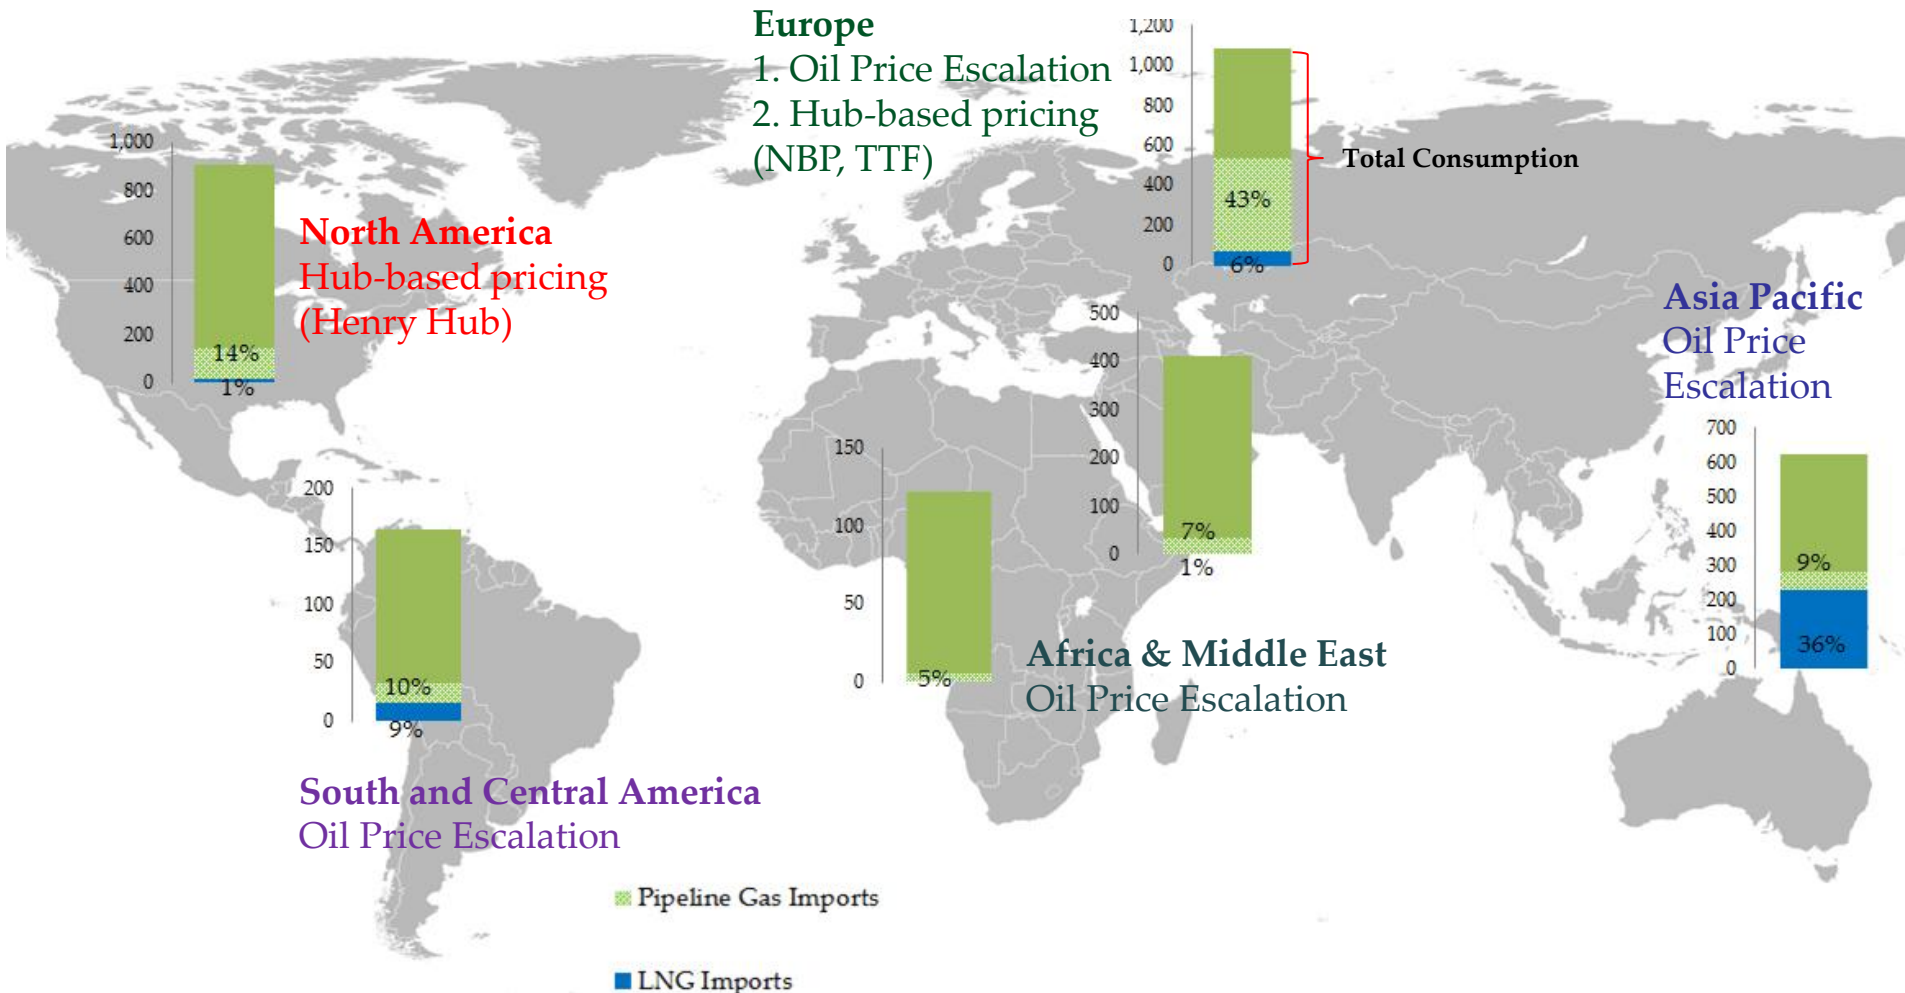 Europe
1. Oil Price Escalation
2. Hub-based pricing
(NBP, TTF)
1,200
1,000
800
600
400
200
0
43%
6%
Total Consumption
1,000
800
600
400
200
0
14%
1%
North America
Hub-based pricing
(Henry Hub)
500
400
300
200
100
0
7%
1%
Asia Pacific
Oil Price
Escalation
700
600
500
400
300
200
100
0
9%
36%
150
100
50
0
5%
Africa & Middle East
Oil Price Escalation
200
150
100
50
0
10%
9%
South and Central America
Oil Price Escalation
Pipeline Gas Imports
LNG Imports